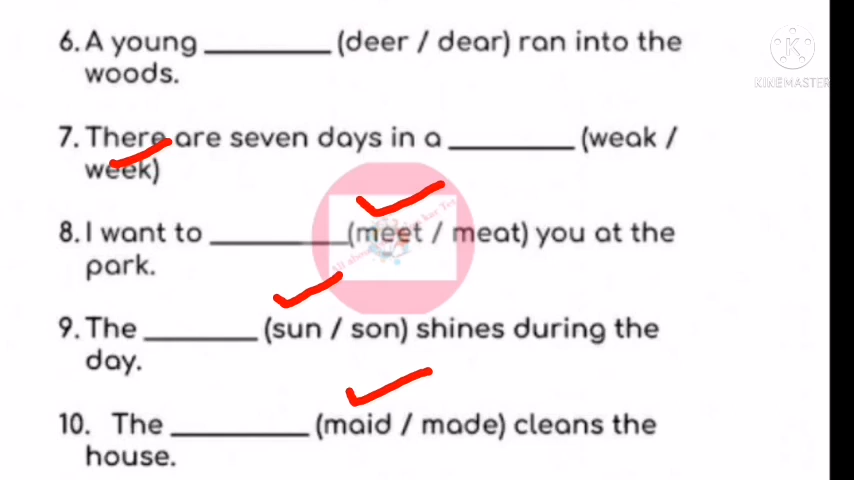 6. A young ________ (deer / dear) ran into the
woods.
7. There are seven days in a ________ (weak /
week)
8. I want to ________ (meet / meat) you at the
park.
9. The ________ (sun / son) shines during the
day.
10. The ________ (maid / made) cleans the
house.
K
KINEMASTER